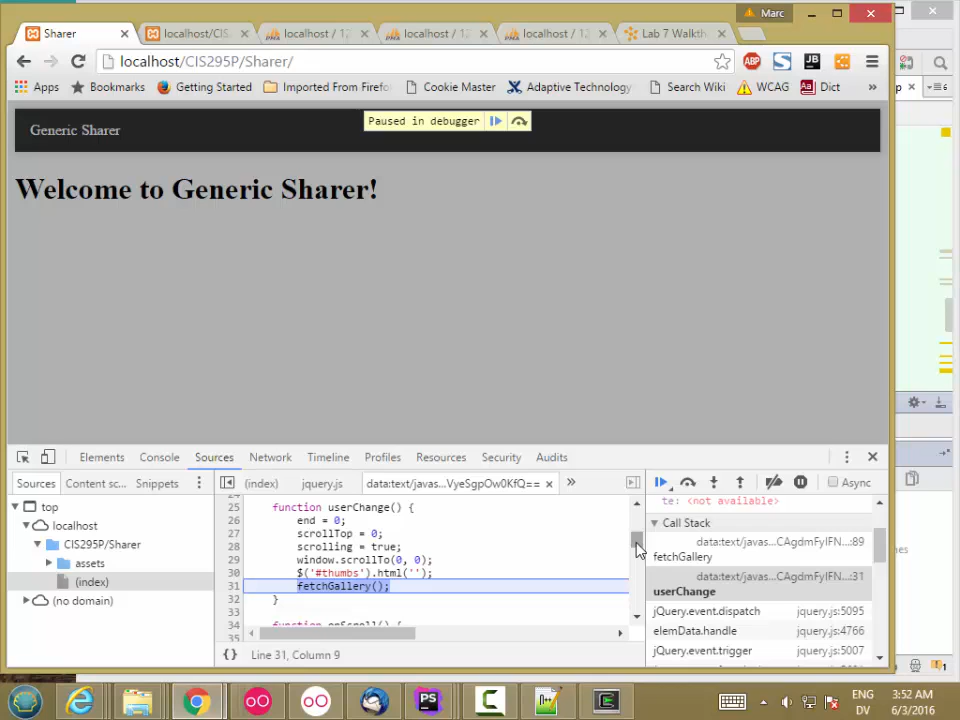 Marc
Sharer
localhost/CIS
localhost / 12
localhost / 12
localhost / 12
Lab 7 Walkth
localhost/CIS295P/Sharer/
ABP
S
JB
Apps
Bookmarks
Getting Started
Imported From Firefo
Cookie Master
Adaptive Technology
Search Wiki
WCAG
Dict
»
Generic Sharer
Paused in debugger
Welcome to Generic Sharer!
Elements
Console
Sources
Network
Timeline
Profiles
Resources
Security
Audits
Sources
Content sc...
Snippets
(index)
jquery.js
data:text/javas...VyeSgpOw0KfQ==
»
Async
top
localhost
CIS295P/Sharer
assets
(index)
(no domain)
24
25 function userChange() {
26 end = 0;
27 scrollTop = 0;
28 scrolling = true;
29 window.scrollTo(0, 0);
30 $('#thumbs').html('');
31 fetchGallery();
32 }
33
34 function onScroll() {
35
{} Line 31, Column 9
te: <not available>
Call Stack
data:text/javas...CAgdmFyIFN...:89
fetchGallery
data:text/javas...CAgdmFyIFN...:31
userChange
jQuery.event.dispatch jquery.js:5095
elemData.handle jquery.js:4766
jQuery.event.trigger jquery.js:5007
nes
PS
C
ENG
DV
3:52 AM
6/3/2016
1